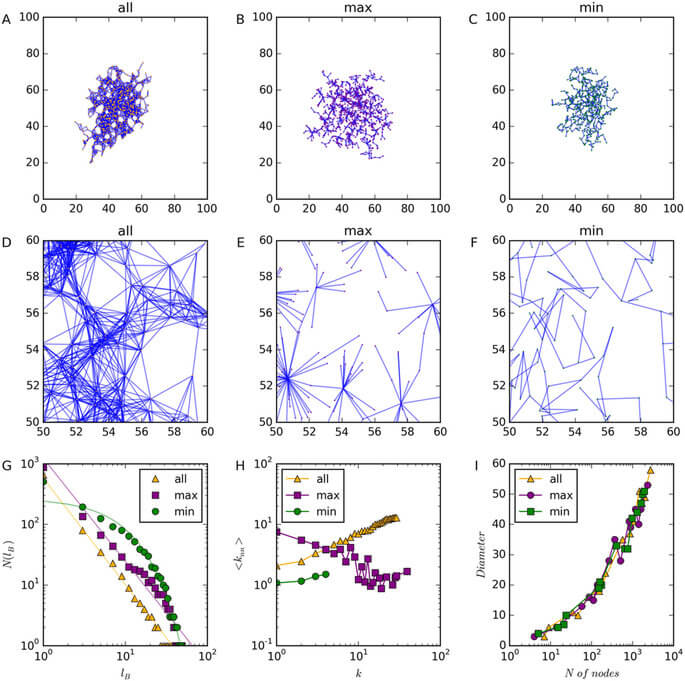 A all
B max
C min
100
80
60
40
20
0
0 20 40 60 80 100
100
80
60
40
20
0
0 20 40 60 80 100
100
80
60
40
20
0
0 20 40 60 80 100
D all
E max
F min
60
58
56
54
52
50
50 52 54 56 58 60
60
58
56
54
52
50
50 52 54 56 58 60
60
58
56
54
52
50
50 52 54 56 58 60
G
10³
10²
10¹
10⁰
N(l_B)
all
max
min
10⁰ 10¹ 10²
l_B
H
10²
10¹
10⁰
10⁻¹
<k_nn>
all
max
min
10⁰ 10¹ 10²
k
I
60
50
40
30
20
10
0
Diameter
all
max
min
10⁰ 10¹ 10² 10³ 10⁴
N of nodes